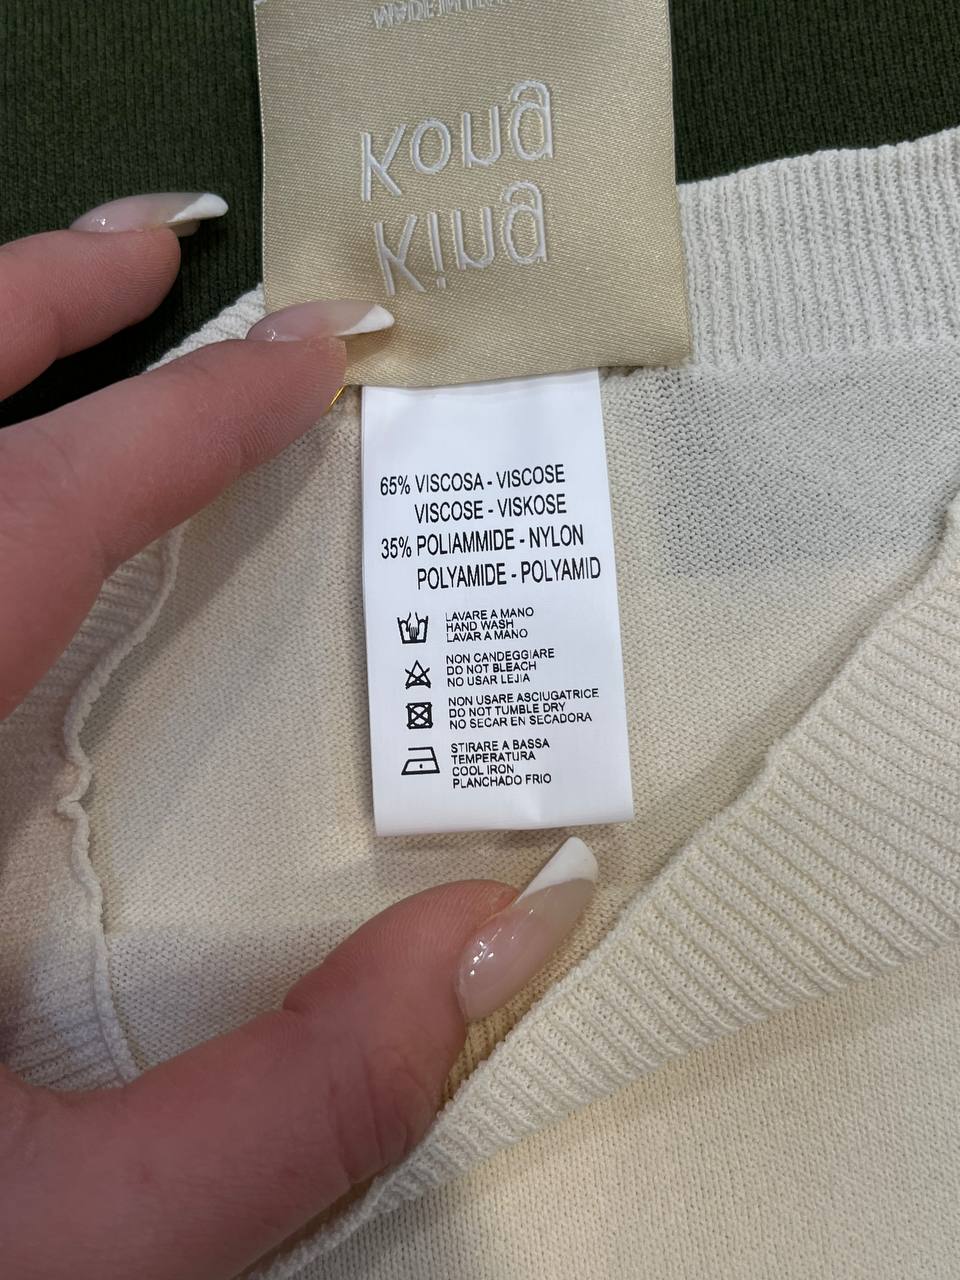 Koua
Kiua
65% VISCOSA - VISCOSE
VISCOSE - VISKOSE
35% POLIAMMIDE - NYLON
POLYAMIDE - POLYAMID
LAVARE A MANO
HAND WASH
LAVAR A MANO
NON CANDEGGIARE
DO NOT BLEACH
NO USAR LEJIA
NON USARE ASCIUGATRICE
DO NOT TUMBLE DRY
NO SECAR EN SECADORA
STIRARE A BASSA
TEMPERATURA
COOL IRON
PLANCHADO FRIO